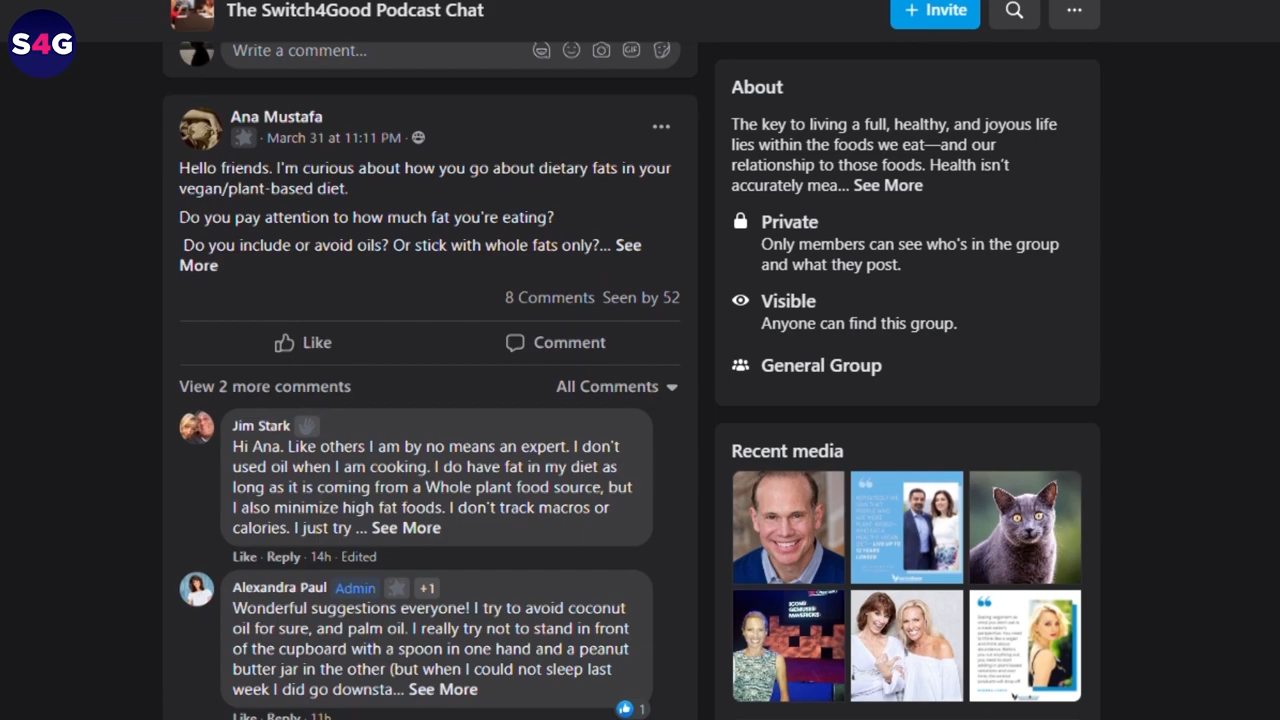 S4G
The Switch4Good Podcast Chat
+ Invite
Write a comment...
GIF
Ana Mustafa
March 31 at 11:11 PM
Hello friends. I'm curious about how you go about dietary fats in your
vegan/plant-based diet.
Do you pay attention to how much fat you're eating?
Do you include or avoid oils? Or stick with whole fats only?... See
More
8 Comments Seen by 52
Like
Comment
View 2 more comments
All Comments
Jim Stark
Hi Ana. Like others I am by no means an expert. I don't
used oil when I am cooking. I do have fat in my diet as
long as it is coming from a Whole plant food source, but
I also minimize high fat foods. I don't track macros or
calories. I just try ... See More
Like · Reply · 14h · Edited
Alexandra Paul Admin +1
Wonderful suggestions everyone! I try to avoid coconut
oil for me and palm oil. I really try not to stand in front
of the cupboard with a spoon in one hand and a peanut
butter in the other (but when I could not sleep last
week I did go downsta... See More
1
Like · Reply · 11h
About
The key to living a full, healthy, and joyous life
lies within the foods we eat—and our
relationship to those foods. Health isn't
accurately mea... See More
Private
Only members can see who's in the group
and what they post.
Visible
Anyone can find this group.
General Group
Recent media